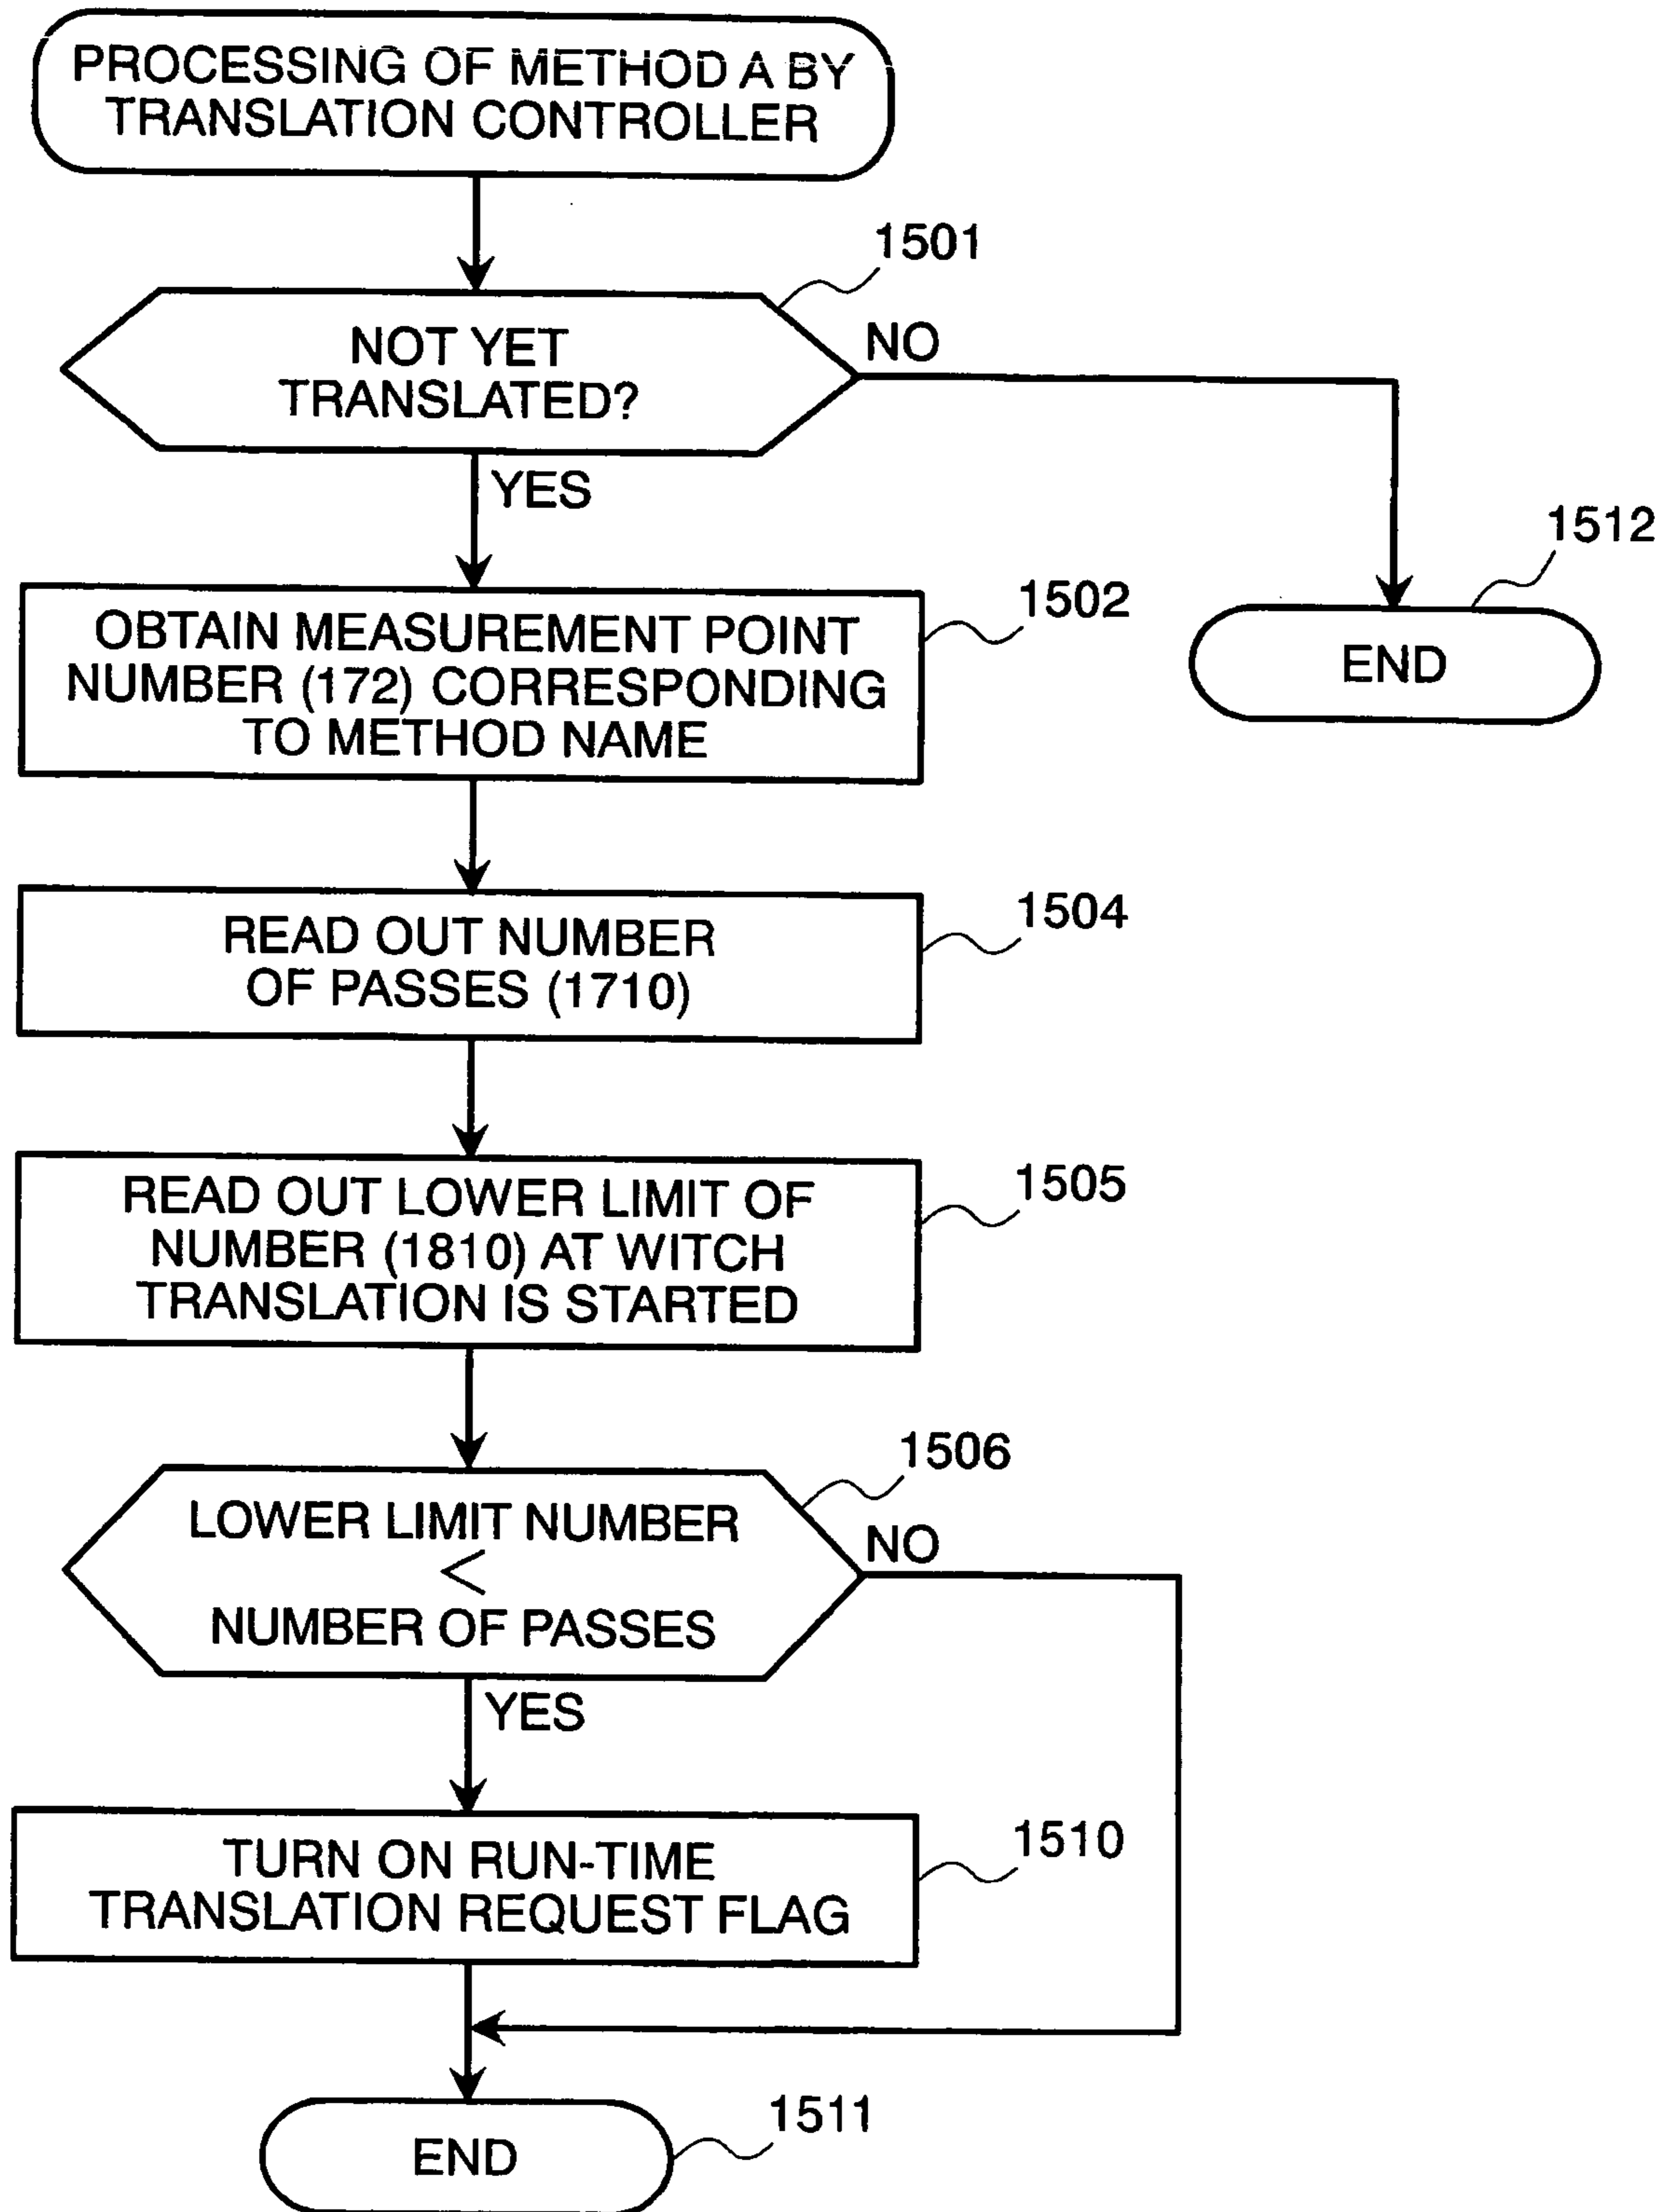 PROCESSING OF METHOD A BY
TRANSLATION CONTROLLER
1501
NOT YET
TRANSLATED?
NO
YES
1512
END
1502
OBTAIN MEASUREMENT POINT
NUMBER (172) CORRESPONDING
TO METHOD NAME
1504
READ OUT NUMBER
OF PASSES (1710)
1505
READ OUT LOWER LIMIT OF
NUMBER (1810) AT WITCH
TRANSLATION IS STARTED
1506
LOWER LIMIT NUMBER
<
NUMBER OF PASSES
NO
YES
1510
TURN ON RUN-TIME
TRANSLATION REQUEST FLAG
1511
END